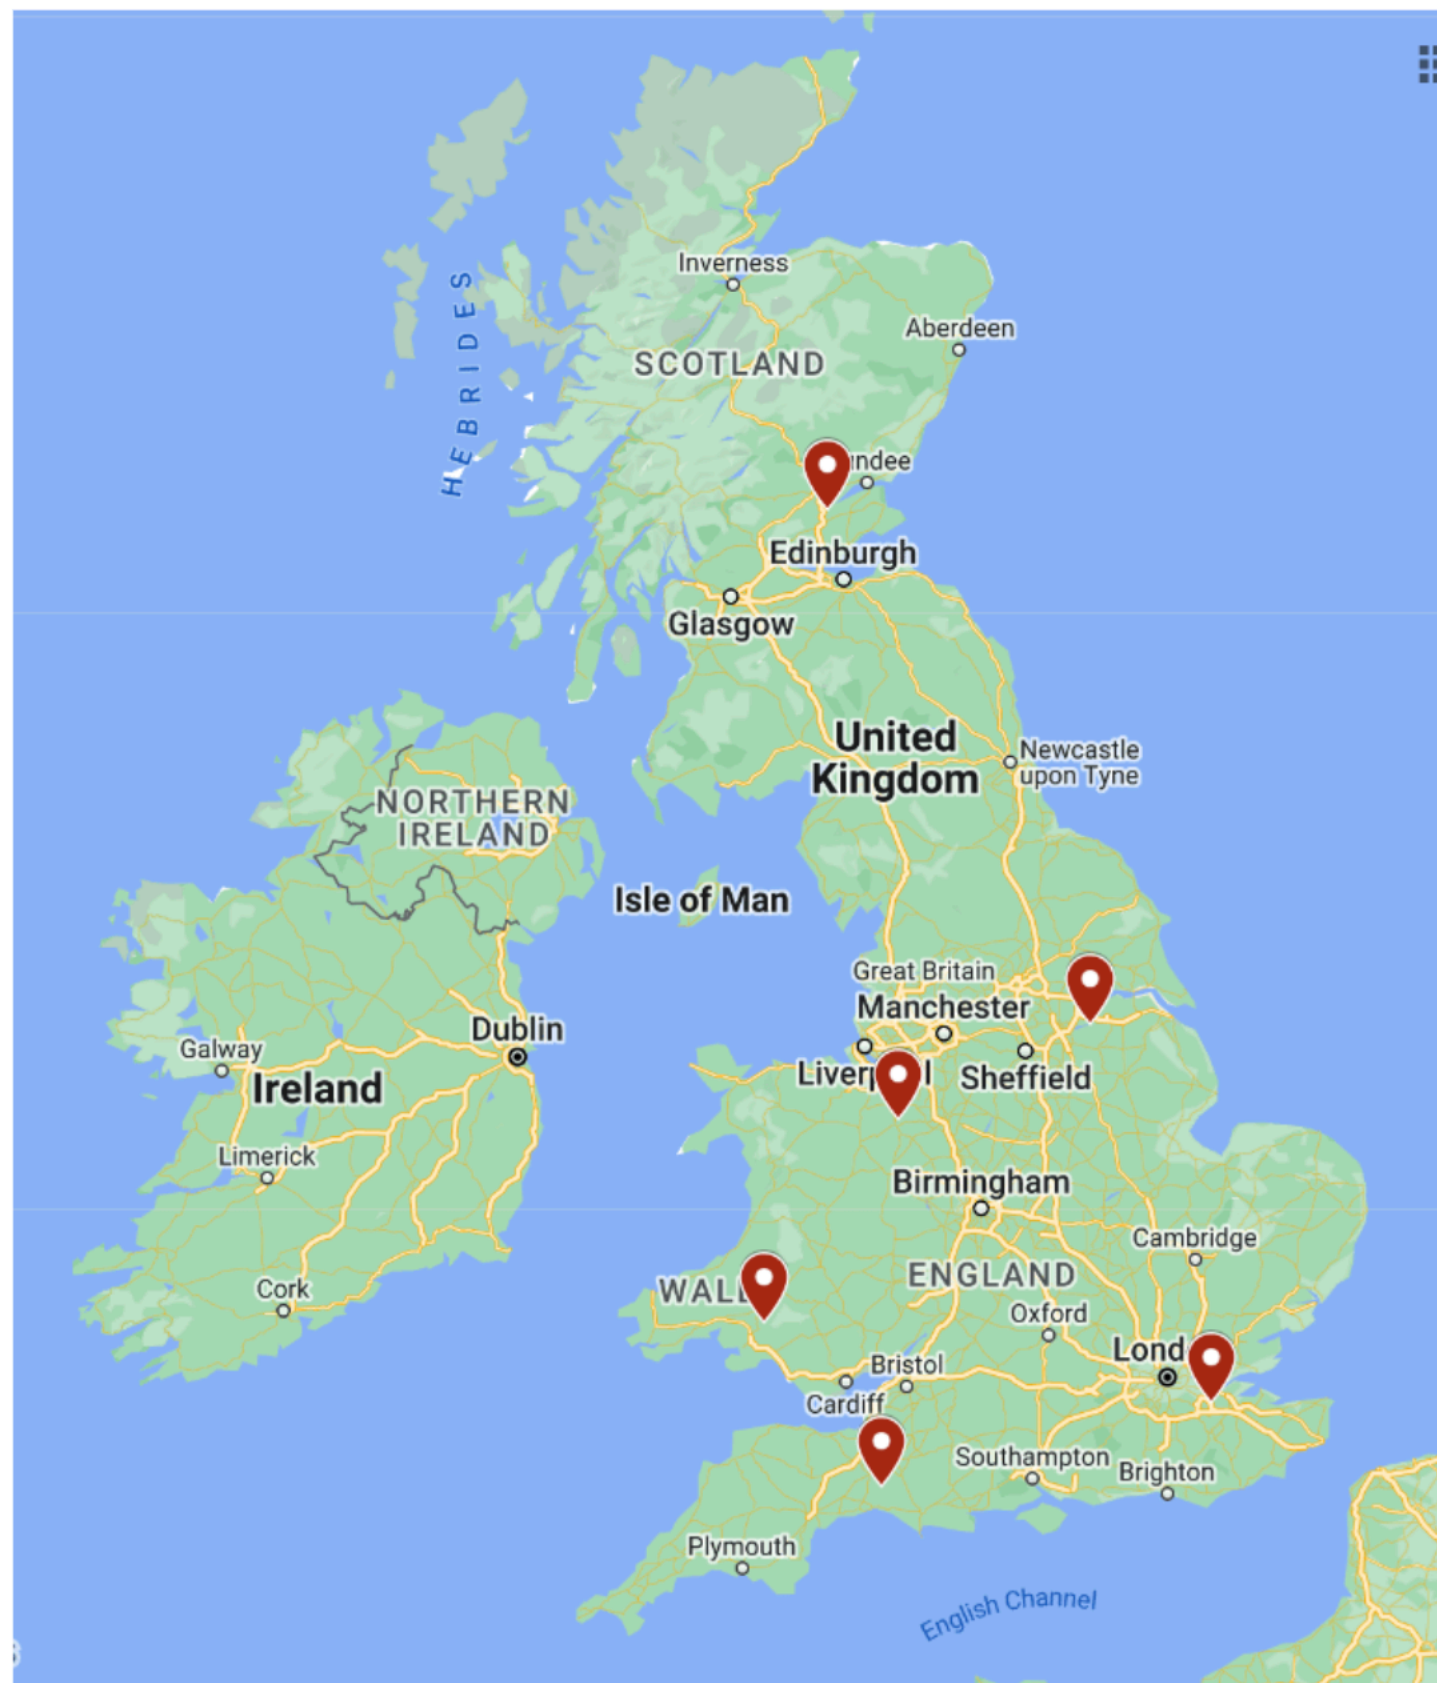 Inverness
Aberdeen
HEBRIDES
SCOTLAND
ndee
Edinburgh
Glasgow
United
Kingdom
Newcastle
upon Tyne
NORTHERN
IRELAND
Isle of Man
Great Britain
Manchester
Dublin
Galway
Ireland
Liver
l
Sheffield
Limerick
Birmingham
Cambridge
Cork
WAL
ENGLAND
Oxford
Lond
Bristol
Cardiff
Southampton
Brighton
Plymouth
English Channel